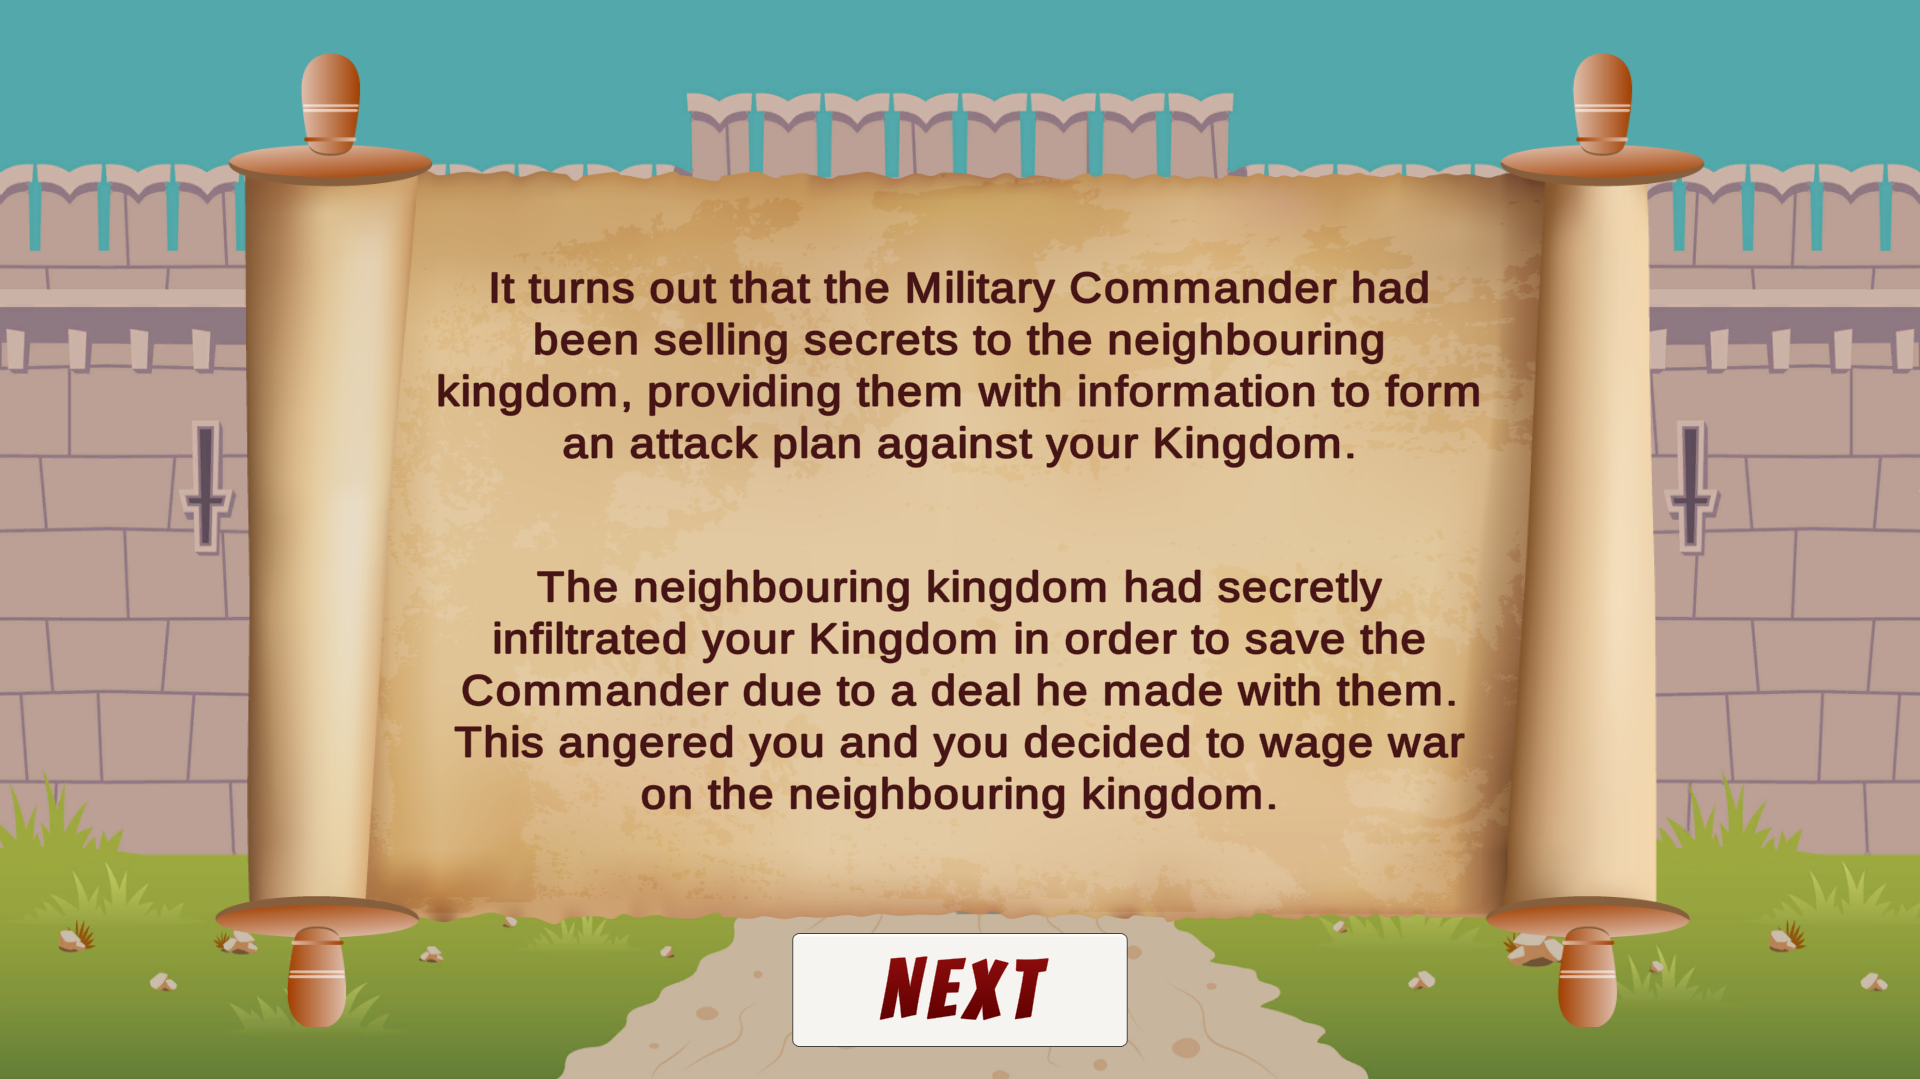 It turns out that the Military Commander had
been selling secrets to the neighbouring
kingdom, providing them with information to form
an attack plan against your Kingdom.
The neighbouring kingdom had secretly
infiltrated your Kingdom in order to save the
Commander due to a deal he made with them.
This angered you and you decided to wage war
on the neighbouring kingdom.
NEXT